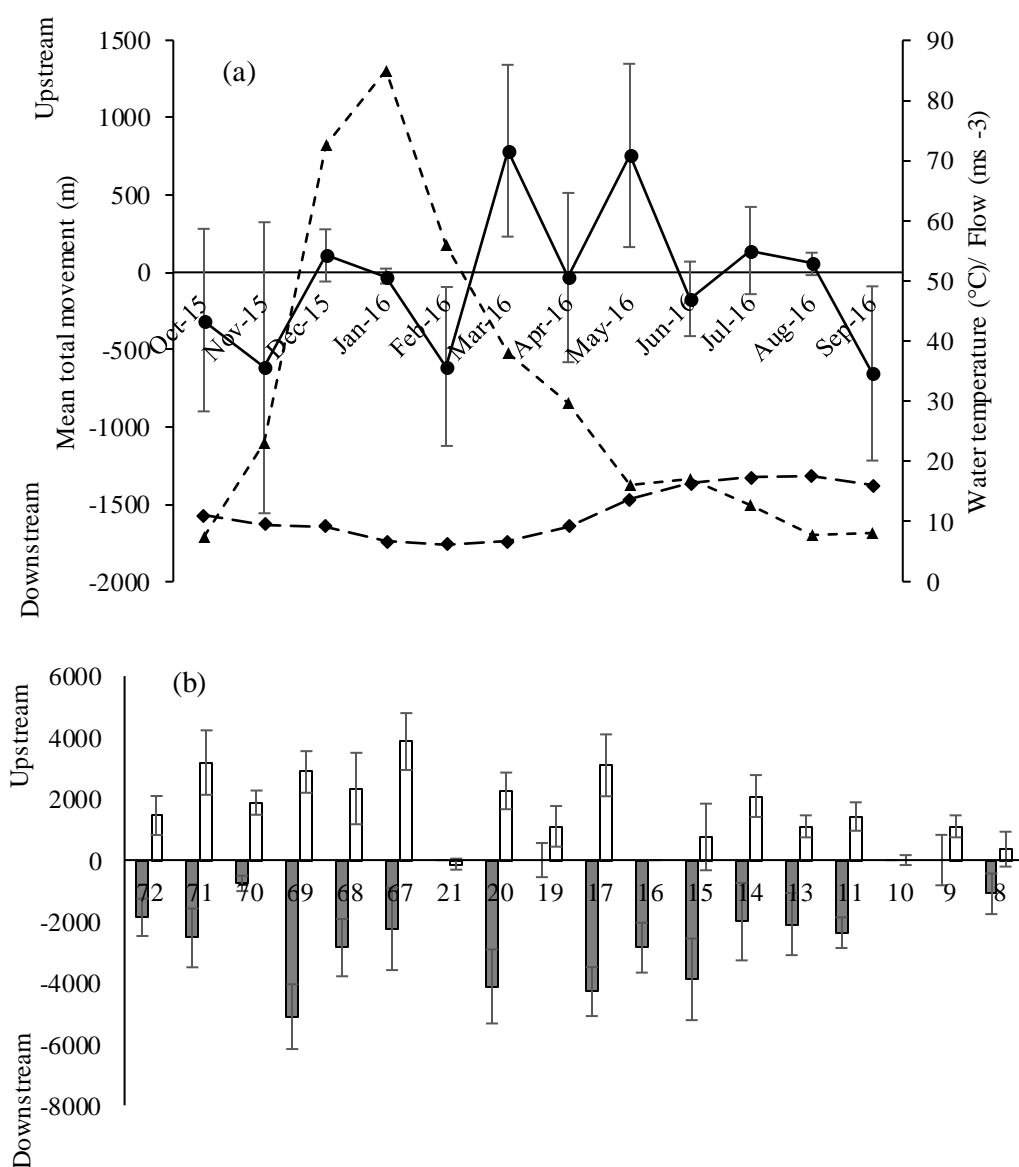 Upstream
Downstream
Mean total movement (m)
1500
1000
500
0
-500
-1000
-1500
-2000
(a)
Oct-15
Nov-15
Dec-15
Jan-16
Feb-16
Mar-16
Apr-16
May-16
Jun-16
Jul-16
Aug-16
Sep-16
90
80
70
60
50
40
30
20
10
0
Water temperature (°C)/ Flow (ms -3)
Upstream
Downstream
6000
4000
2000
0
-2000
-4000
-6000
-8000
(b)
72 71 70 69 68 67 21 20 19 17 16 15 14 13 11 10 9 8